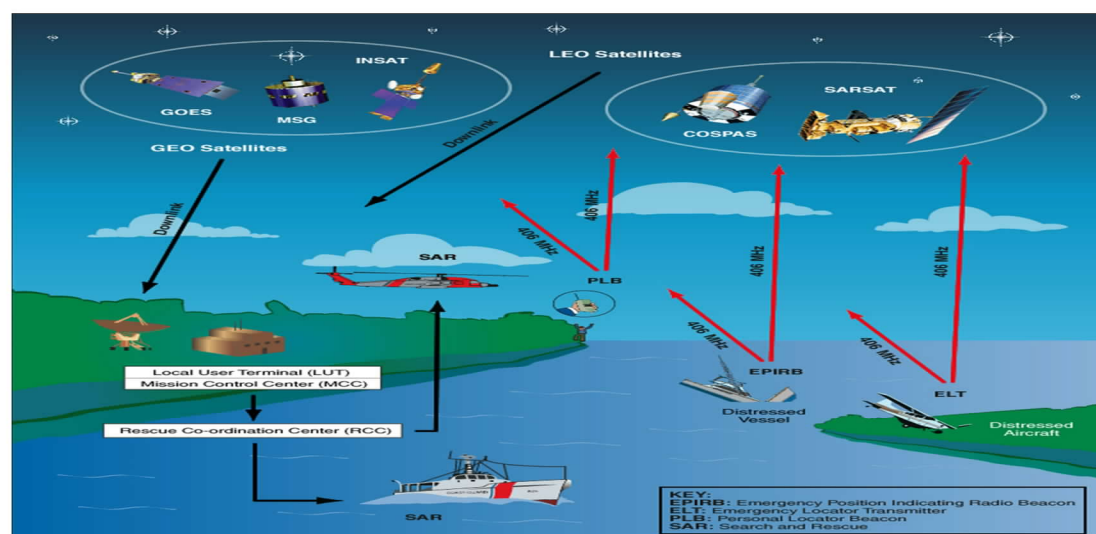 LEO Satellites
INSAT
GOES
MSG
GEO Satellites
Downlink
Downlink
COSPAS
SARSAT
406 MHz
406 MHz
406 MHz
406 MHz
406 MHz
406 MHz
SAR
PLB
EPIRB
Distressed
Vessel
ELT
Distressed
Aircraft
Local User Terminal (LUT)
Mission Control Center (MCC)
Rescue Co-ordination Center (RCC)
SAR
KEY:
EPIRB: Emergency Position Indicating Radio Beacon
ELT: Emergency Locator Transmitter
PLB: Personal Locator Beacon
SAR: Search and Rescue